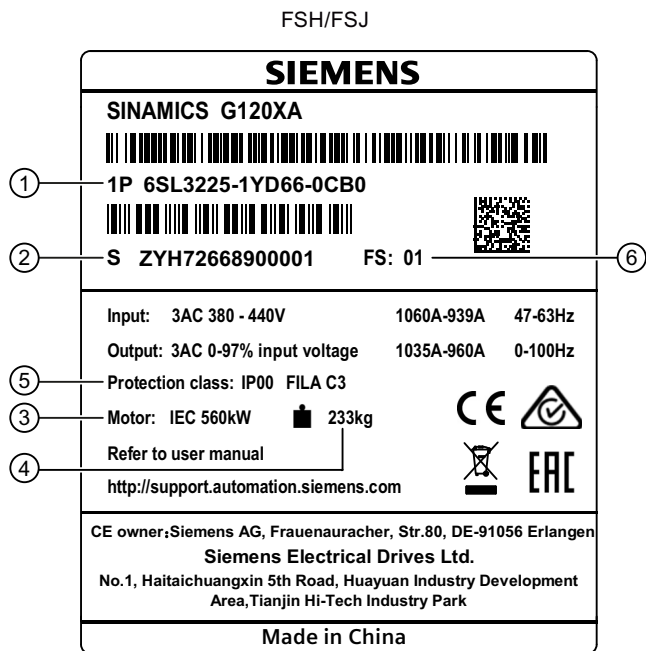 FSH/FSJ
SIEMENS
SINAMICS G120XA
① 1P 6SL3225-1YD66-0CB0
② S ZYH72668900001 FS: 01 ⑥
Input: 3AC 380 - 440V 1060A-939A 47-63Hz
Output: 3AC 0-97% input voltage 1035A-960A 0-100Hz
⑤ Protection class: IP00 FILA C3
③ Motor: IEC 560kW 233kg CE
④ Refer to user manual EAC
http://support.automation.siemens.com
CE owner:Siemens AG, Frauenauracher, Str.80, DE-91056 Erlangen
Siemens Electrical Drives Ltd.
No.1, Haitaichuangxin 5th Road, Huayuan Industry Development
Area,Tianjin Hi-Tech Industry Park
Made in China